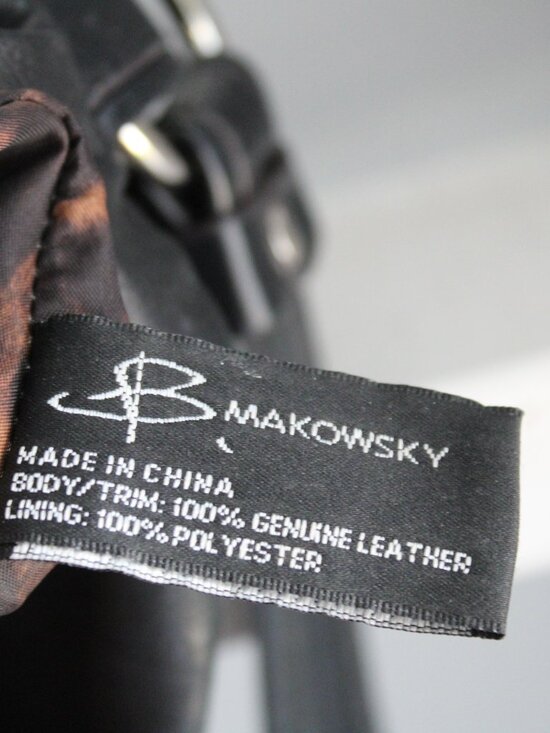 B MAKOWSKY
MADE IN CHINA
BODY/TRIM: 100% GENUINE LEATHER
LINING: 100% POLYESTER